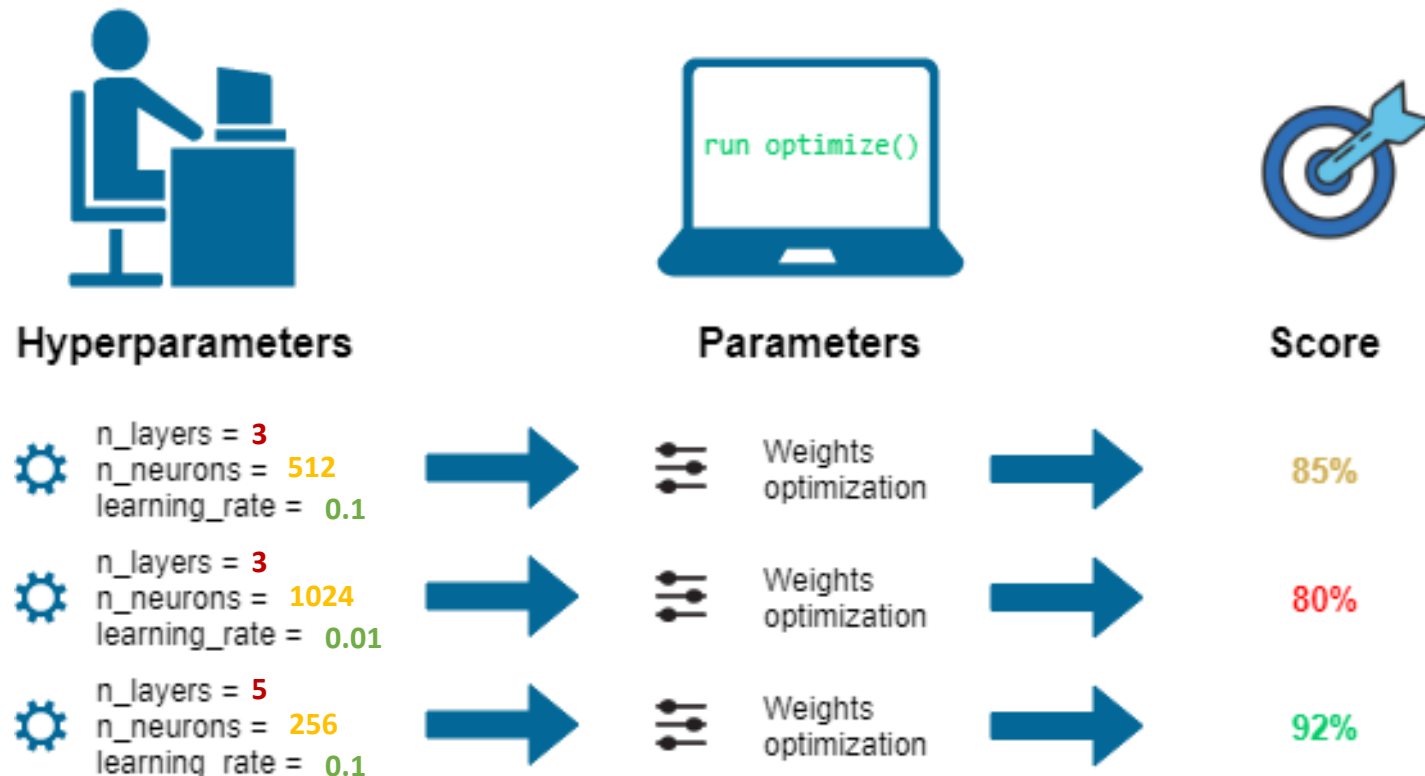 run optimize()
Hyperparameters
Parameters
Score
n_layers = 3
n_neurons = 512
learning_rate = 0.1
Weights
optimization
85%
n_layers = 3
n_neurons = 1024
learning_rate = 0.01
Weights
optimization
80%
n_layers = 5
n_neurons = 256
learning_rate = 0.1
Weights
optimization
92%